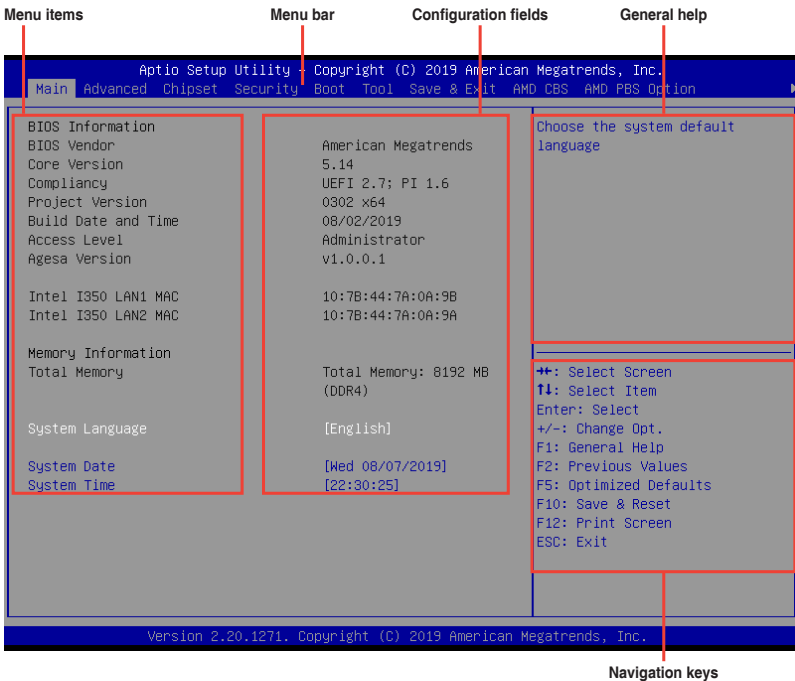 Menu items Menu bar Configuration fields General help
Aptio Setup Utility - Copyright (C) 2019 American Megatrends, Inc.
Main Advanced Chipset Security Boot Tool Save & Exit AMD CBS AMD PBS Option
BIOS Information
BIOS Vendor American Megatrends
Core Version 5.14
Compliancy UEFI 2.7; PI 1.6
Project Version 0302 x64
Build Date and Time 08/02/2019
Access Level Administrator
Agesa Version v1.0.0.1
Intel I350 LAN1 MAC 10:7B:44:7A:0A:9B
Intel I350 LAN2 MAC 10:7B:44:7A:0A:9A
Memory Information
Total Memory Total Memory: 8192 MB
(DDR4)
System Language [English]
System Date [Wed 08/07/2019]
System Time [22:30:25]
Choose the system default
language
→←: Select Screen
↑↓: Select Item
Enter: Select
+/-: Change Opt.
F1: General Help
F2: Previous Values
F5: Optimized Defaults
F10: Save & Reset
F12: Print Screen
ESC: Exit
Version 2.20.1271. Copyright (C) 2019 American Megatrends, Inc.
Navigation keys